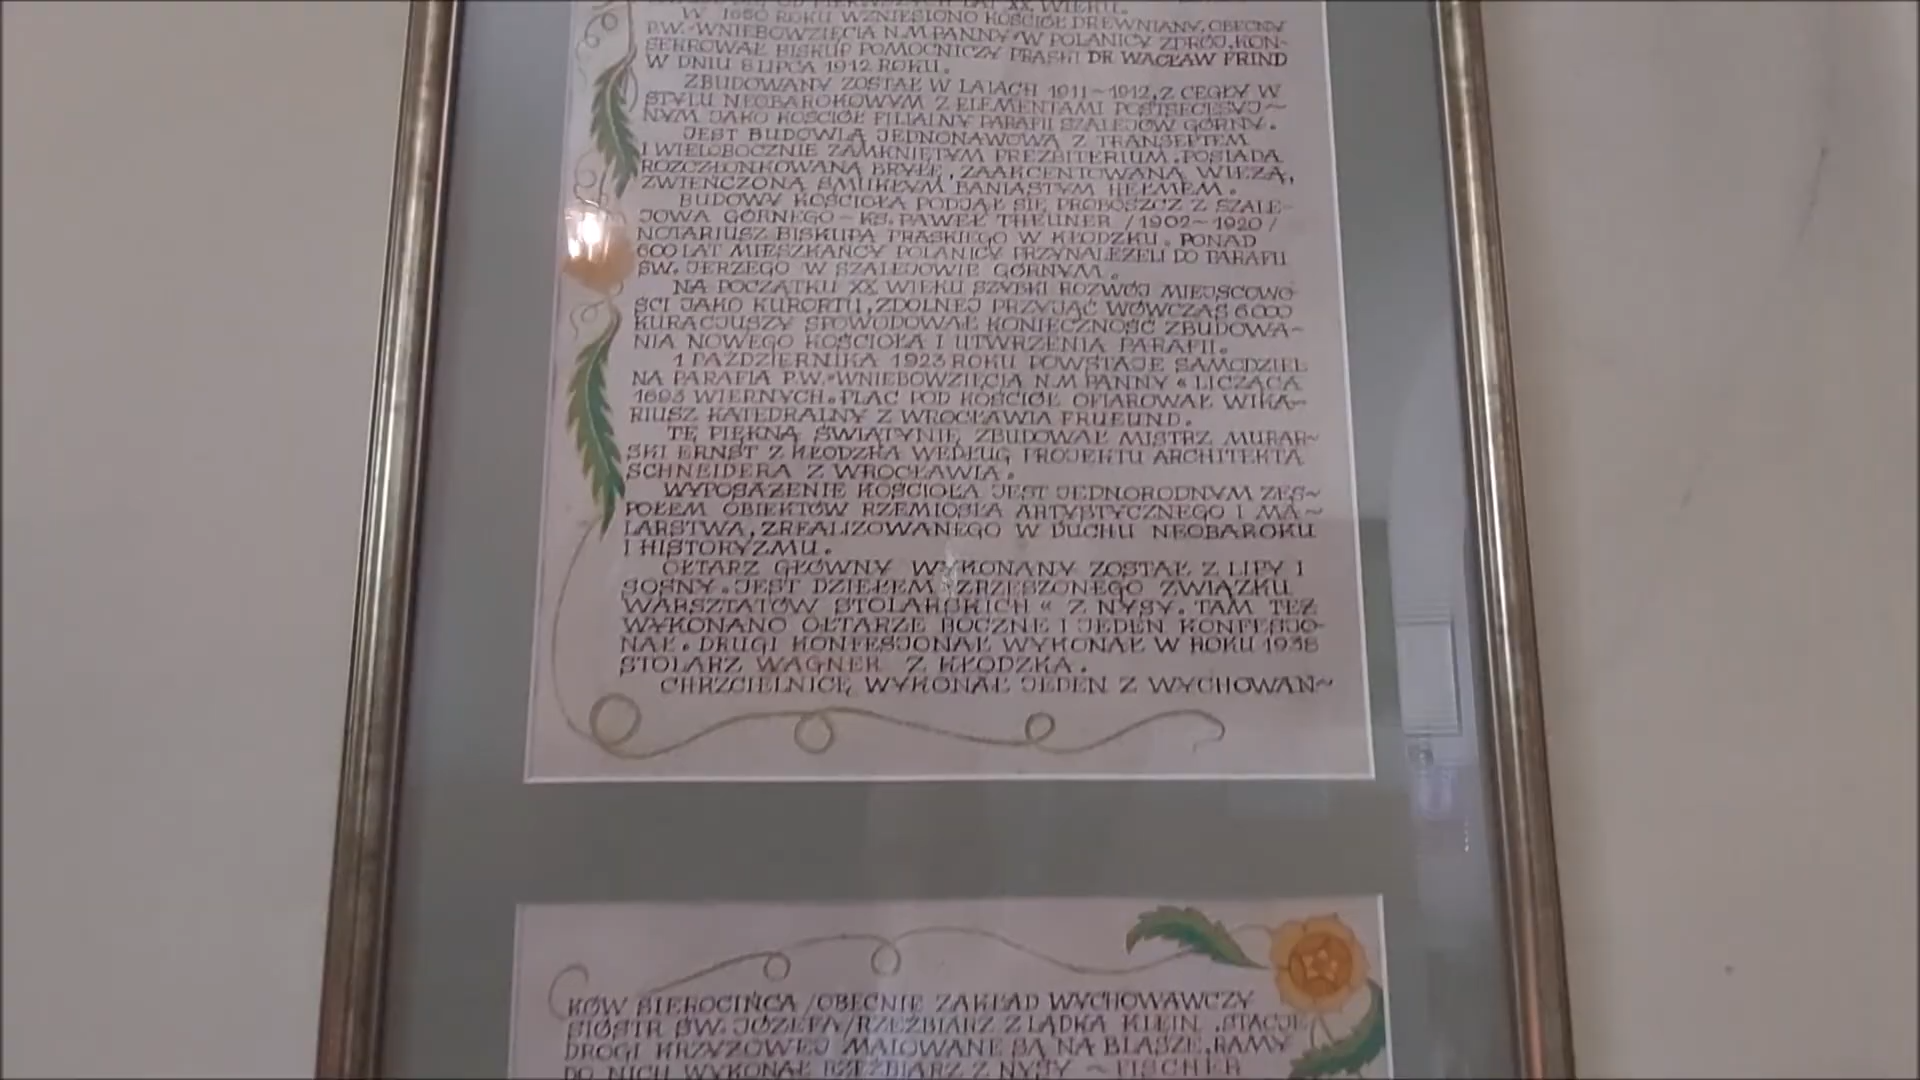 OD PIERWSZYCH LAT XX WIEKU.
W 1650 ROKU WZNIESIONO KOŚCIÓŁ DREWNIANY, OBECNY
P.W. "WNIEBOWZIĘCIA N.M PANNY" W POLANICY ZDRÓJ, KON-
SEKROWAŁ BISKUP POMOCNICZY PRASKI DR WACŁAW FRIND
W DNIU 8 LIPCA 1912 ROKU.
ZBUDOWANY ZOSTAŁ W LATACH 1911~1912, Z CEGŁY W
STYLU NEOBAROKOWYM Z ELEMENTAMI POSTSECESYJ~
NYM JAKO KOŚCIÓŁ FILIALNY PARAFII SZALEJÓW GÓRNY.
JEST BUDOWLĄ JEDNONAWOWĄ Z TRANSEPTEM
I WIELOBOCZNIE ZAMKNIĘTYM PREZBITERIUM. POSIADA
ROZCZŁONKOWANĄ BRYŁĘ, ZAAKCENTOWANĄ WIEŻĄ,
ZWIEŃCZONĄ SMUKŁYM BANIASTYM HEŁMEM.
BUDOWY KOŚCIOŁA PODJĄŁ SIĘ PROBOSZCZ Z SZALE-
JOWA GÓRNEGO - KS. PAWEŁ THEUNER /1902~1920/
NOTARIUSZ BISKUPA PRASKIEGO W KŁODZKU. PONAD
600 LAT MIESZKAŃCY POLANICY PRZYNALEŻELI DO PARAFII
ŚW. JERZEGO W SZALEJOWIE GÓRNYM.
NA POCZĄTKU XX WIEKU SZYBKI ROZWÓJ MIEJSCOWO
ŚCI JAKO KURORTU, ZDOLNEJ PRZYJĄĆ WÓWCZAS 6000
KURACJUSZY SPOWODOWAŁ KONIECZNOŚĆ ZBUDOWA~
NIA NOWEGO KOŚCIOŁA I UTWRZENIA PARAFII.
1 PAŹDZIERNIKA 1923 ROKU POWSTAJE SAMODZIEL
NA PARAFIA P.W. "WNIEBOWZIĘCIA N.M PANNY" LICZĄCA
1693 WIERNYCH. PLAC POD KOŚCIÓŁ OFIAROWAŁ WIKA~
RIUSZ KATEDRALNY Z WROCŁAWIA FRUEUND.
TĘ PIĘKNĄ ŚWIĄTYNIĘ ZBUDOWAŁ MISTRZ MURAR~
SKI ERNST Z KŁODZKA WEDŁUG PROJEKTU ARCHITEKTA
SCHNEIDERA Z WROCŁAWIA.
WYPOSAŻENIE KOŚCIOŁA JEST JEDNORODNYM ZES~
POŁEM OBIEKTÓW RZEMIOSŁA ARTYSTYCZNEGO I MA~
LARSTWA, ZREALIZOWANEGO W DUCHU NEOBAROKU
I HISTORYZMU.
OŁTARZ GŁÓWNY WYKONANY ZOSTAŁ Z LIPY I
SOSNY. JEST DZIEŁEM "ZRZESZONEGO ZWIĄZKU
WARSZTATÓW STOLARSKICH" Z NYSY. TAM TEŻ
WYKONANO OŁTARZE BOCZNE I JEDEN KONFESJO-
NAŁ. DRUGI KONFESJONAŁ WYKONAŁ W ROKU 1938
STOLARZ WAGNER Z KŁODZKA.
CHRZCIELNICĘ WYKONAŁ JEDEN Z WYCHOWAN~
KÓW SIEROCIŃCA /OBECNIE ZAKŁAD WYCHOWAWCZY
SIÓSTR ŚW. JÓZEFA/ RZEŹBIARZ Z LĄDKA KLEIN. STACJE
DROGI KRZYŻOWEJ MALOWANE SĄ NA BLASZE, RAMY
DO NICH WYKONAŁ RZEŹBIARZ Z NYSY ~ FISCHER